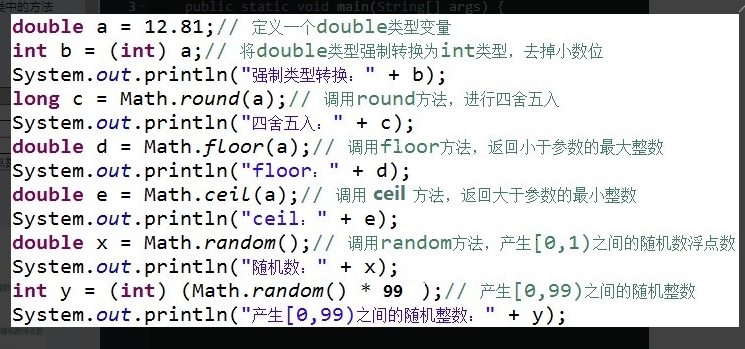 类中的方法
3
public static void main(String[] args) {
double a = 12.81;// 定义一个double类型变量
int b = (int) a;// 将double类型强制转换为int类型，去掉小数位
System.out.println("强制类型转换：" + b);
long c = Math.round(a);// 调用round方法，进行四舍五入
System.out.println("四舍五入：" + c);
double d = Math.floor(a);// 调用floor方法，返回小于参数的最大整数
System.out.println("floor：" + d);
double e = Math.ceil(a);// 调用 ceil 方法，返回大于参数的最小整数
System.out.println("ceil：" + e);
double x = Math.random();// 调用random方法，产生[0,1)之间的随机数浮点数
System.out.println("随机数：" + x);
int y = (int) (Math.random() * 99 );// 产生[0,99)之间的随机整数
System.out.println("产生[0,99)之间的随机整数：" + y);